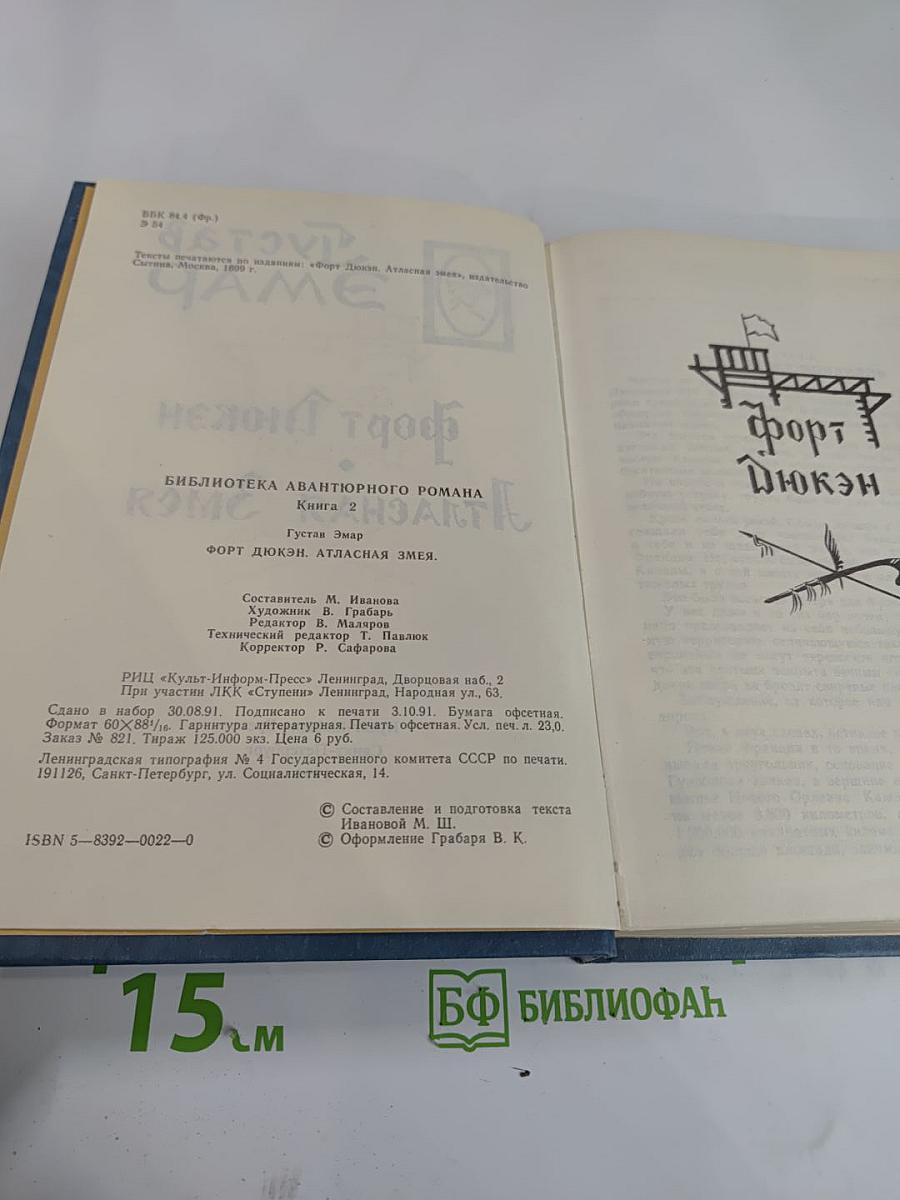 ББК 84.4 (Фр.)
Э 54
Тексты печатаются по изданиям: «Форт Дюкэн. Атласная змея», издательство
Сытина, Москва, 1899 г.
БИБЛИОТЕКА АВАНТЮРНОГО РОМАНА
Книга 2
Густав Эмар
ФОРТ ДЮКЭН. АТЛАСНАЯ ЗМЕЯ.
Составитель М. Иванова
Художник В. Грабарь
Редактор В. Маляров
Технический редактор Т. Павлюк
Корректор Р. Сафарова
РИЦ «Культ-Информ-Пресс» Ленинград, Дворцовая наб., 2
При участии ЛКК «Ступени» Ленинград, Народная ул., 63.
Сдано в набор 30.08.91. Подписано к печати 3.10.91. Бумага офсетная.
Формат 60×88¹/₁₆. Гарнитура литературная. Печать офсетная. Усл. печ. л. 23,0.
Заказ № 821. Тираж 125.000 экз. Цена 6 руб.
Ленинградская типография № 4 Государственного комитета СССР по печати.
191126, Санкт-Петербург, ул. Социалистическая, 14.
© Составление и подготовка текста
Ивановой М. Ш.
© Оформление Грабаря В. К.
ISBN 5—8392—0022—0
Форт
Дюкэн
15 см
БФ БИБЛИОФАН